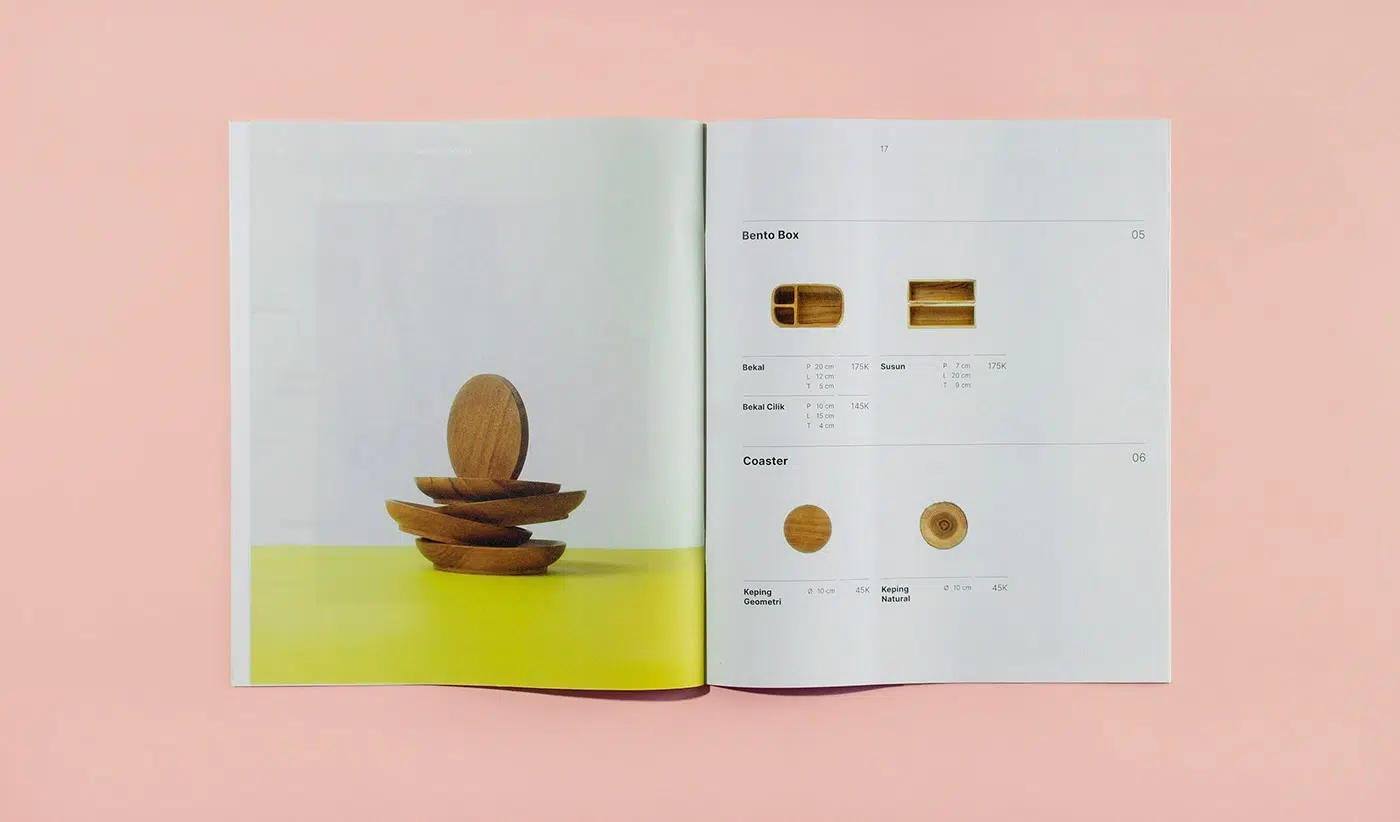 17
Bento Box 05
Bekal P 20 cm 175K
L 12 cm
T 5 cm
Susun P 7 cm 175K
L 20 cm
T 9 cm
Bekal Cilik P 10 cm 145K
L 15 cm
T 4 cm
Coaster 06
Keping Ø 10 cm 45K
Geometri
Keping Ø 10 cm 45K
Natural